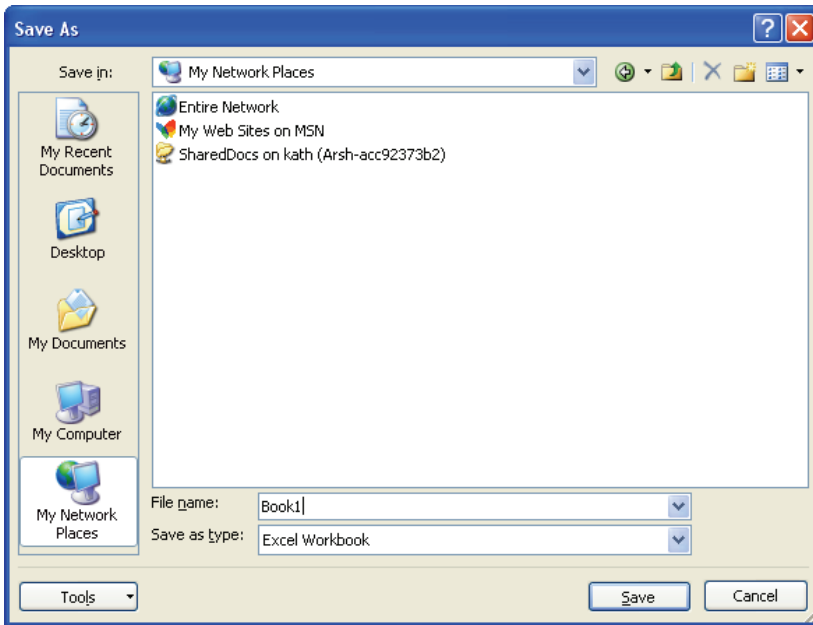 Save As
Save in:
My Network Places
My Recent
Documents
Desktop
My Documents
My Computer
My Network
Places
Entire Network
My Web Sites on MSN
SharedDocs on kath (Arsh-acc92373b2)
File name:
Book1
Save as type:
Excel Workbook
Tools
Save
Cancel